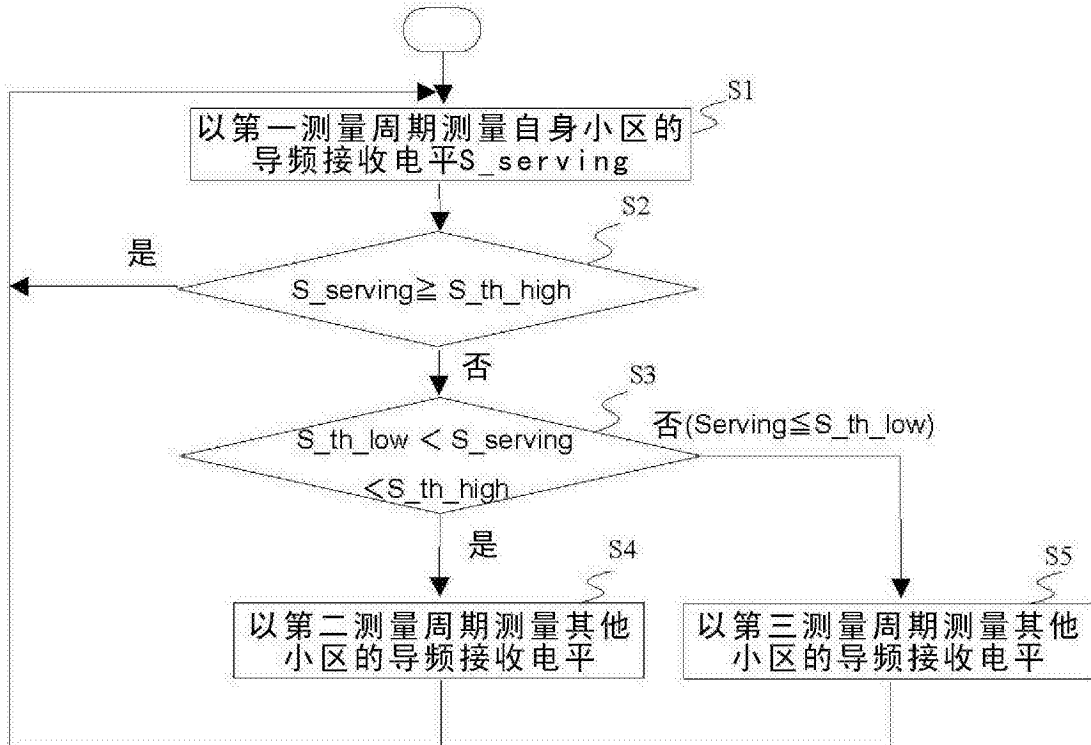 S1
以第一测量周期测量自身小区的
导频接收电平S_serving
S2
是
S_serving≧ S_th_high
否
S3
否(Serving≦S_th_low)
S_th_low＜S_serving
＜S_th_high
是
S4
S5
以第二测量周期测量其他
小区的导频接收电平
以第三测量周期测量其他
小区的导频接收电平